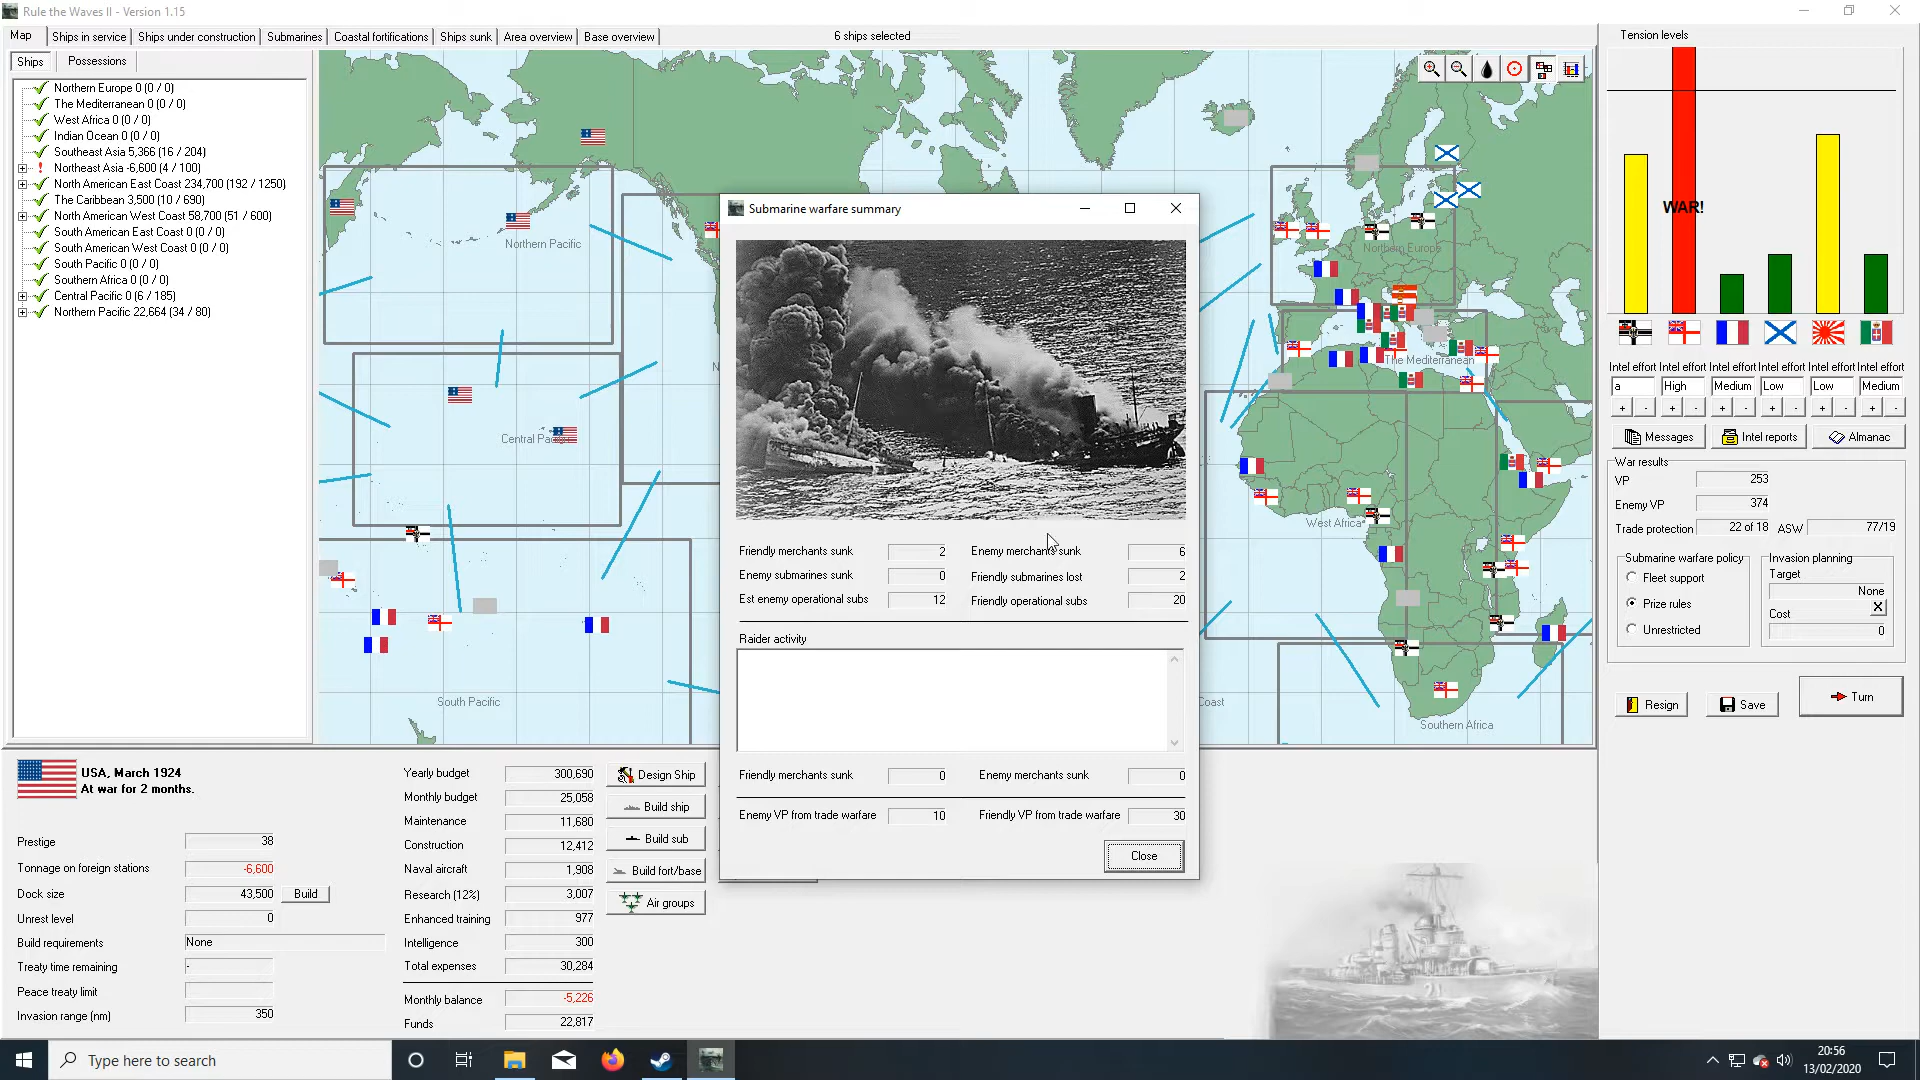 Rule the Waves II - Version 1.15
Map
Ships in service
Ships under construction
Submarines
Coastal fortifications
Ships sunk
Area overview
Base overview
6 ships selected
Ships
Possessions
Northern Europe 0 (0 / 0)
The Mediterranean 0 (0 / 0)
West Africa 0 (0 / 0)
Indian Ocean 0 (0 / 0)
Southeast Asia 5,366 (16 / 204)
Northeast Asia -6,600 (4 / 100)
North American East Coast 234,700 (192 / 1250)
The Caribbean 3,500 (10 / 690)
North American West Coast 58,700 (51 / 600)
South American East Coast 0 (0 / 0)
South American West Coast 0 (0 / 0)
South Pacific 0 (0 / 0)
Southern Africa 0 (0 / 0)
Central Pacific 0 (6 / 185)
Northern Pacific 22,664 (34 / 80)
Northern Pacific
Central Pacific
South Pacific
Northern Europe
The Mediterranean
West Africa
Coast
Southern Africa
Submarine warfare summary
Friendly merchants sunk 2
Enemy merchants sunk 6
Enemy submarines sunk 0
Friendly submarines lost 2
Est enemy operational subs 12
Friendly operational subs 20
Raider activity
Friendly merchants sunk 0
Enemy merchants sunk 0
Enemy VP from trade warfare 10
Friendly VP from trade warfare 30
Close
Tension levels
WAR!
Intel effort Intel effort Intel effort Intel effort Intel effort Intel effort
a High Medium Low Low Medium
+ - + - + - + - + - + -
Messages
Intel reports
Almanac
War results
VP 253
Enemy VP 374
Trade protection 22 of 18 ASW 77/19
Submarine warfare policy
Fleet support
Prize rules
Unrestricted
Invasion planning
Target
None
Cost X
0
Resign
Save
Turn
USA, March 1924
At war for 2 months.
Prestige 38
Tonnage on foreign stations -6,600
Dock size 43,500 Build
Unrest level 0
Build requirements None
Treaty time remaining -
Peace treaty limit
Invasion range (nm) 350
Yearly budget 300,690
Monthly budget 25,058
Maintenance 11,680
Construction 12,412
Naval aircraft 1,908
Research (12%) 3,007
Enhanced training 977
Intelligence 300
Total expenses 30,284
Monthly balance -5,226
Funds 22,817
Design Ship
Build ship
Build sub
Build fort/base
Air groups
Type here to search
20:56
13/02/2020